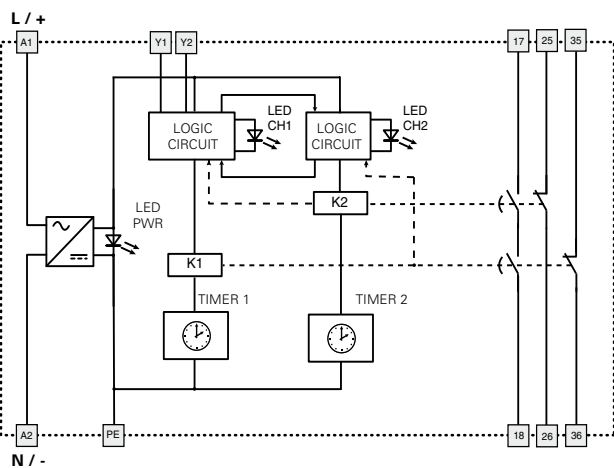 L / +
A1 Y1 Y2 17 25 35
LED
CH1
LED
CH2
LOGIC
CIRCUIT
LOGIC
CIRCUIT
K2
LED
PWR
K1
TIMER 1
TIMER 2
A2 PE 18 26 36
N / -